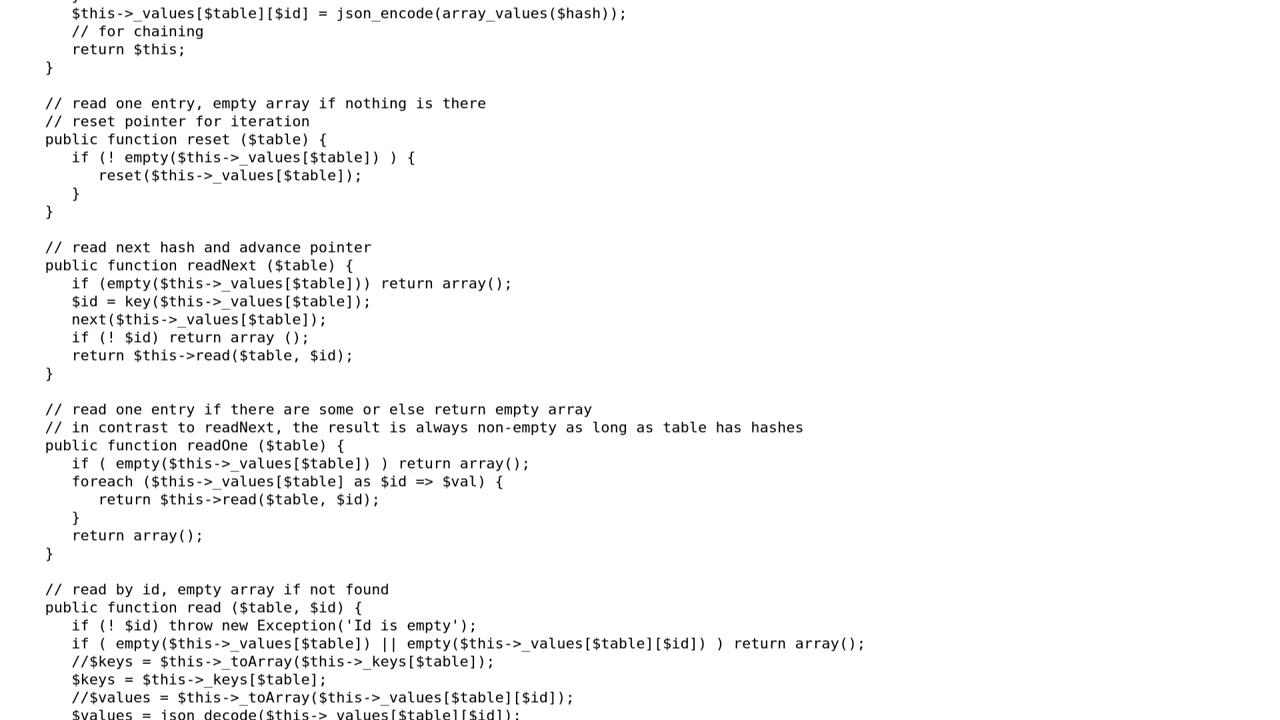 $this->_values[$table][$id] = json_encode(array_values($hash));
// for chaining
return $this;
}
// read one entry, empty array if nothing is there
// reset pointer for iteration
public function reset ($table) {
if (! empty($this->_values[$table]) ) {
reset($this->_values[$table]);
}
}
// read next hash and advance pointer
public function readNext ($table) {
if (empty($this->_values[$table])) return array();
$id = key($this->_values[$table]);
next($this->_values[$table]);
if (! $id) return array ();
return $this->read($table, $id);
}
// read one entry if there are some or else return empty array
// in contrast to readNext, the result is always non-empty as long as table has hashes
public function readOne ($table) {
if ( empty($this->_values[$table]) ) return array();
foreach ($this->_values[$table] as $id => $val) {
return $this->read($table, $id);
}
return array();
}
// read by id, empty array if not found
public function read ($table, $id) {
if (! $id) throw new Exception('Id is empty');
if ( empty($this->_values[$table]) || empty($this->_values[$table][$id]) ) return array();
//$keys = $this->_toArray($this->_keys[$table]);
$keys = $this->_keys[$table];
//$values = $this->_toArray($this->_values[$table][$id]);
$values = json_decode($this->_values[$table][$id]);